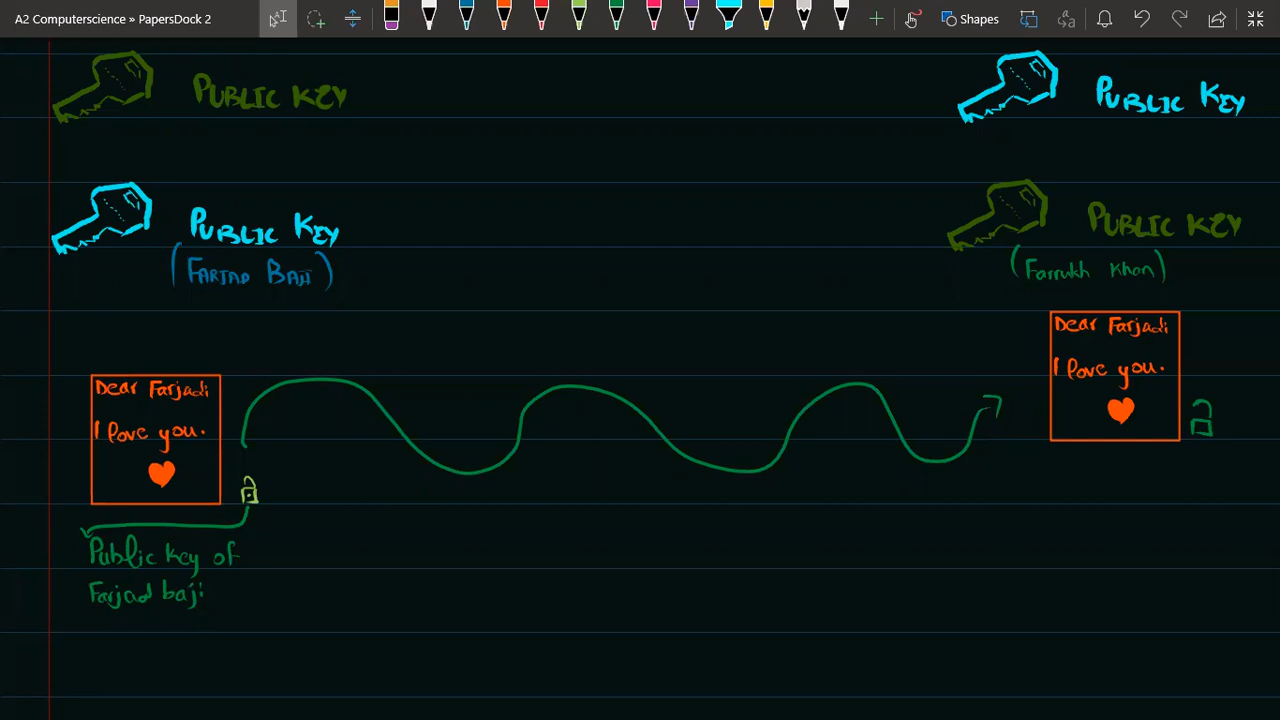 A2 Computerscience » PapersDock 2
Shapes
PUBLIC KEY
PUBLIC KEY
PUBLIC KEY
(FARJAD BAJI)
PUBLIC KEY
(Farrukh Khan)
Dear Farjadi
I love you.
Dear Farjadi
I love you.
Public key of
Farjad baji